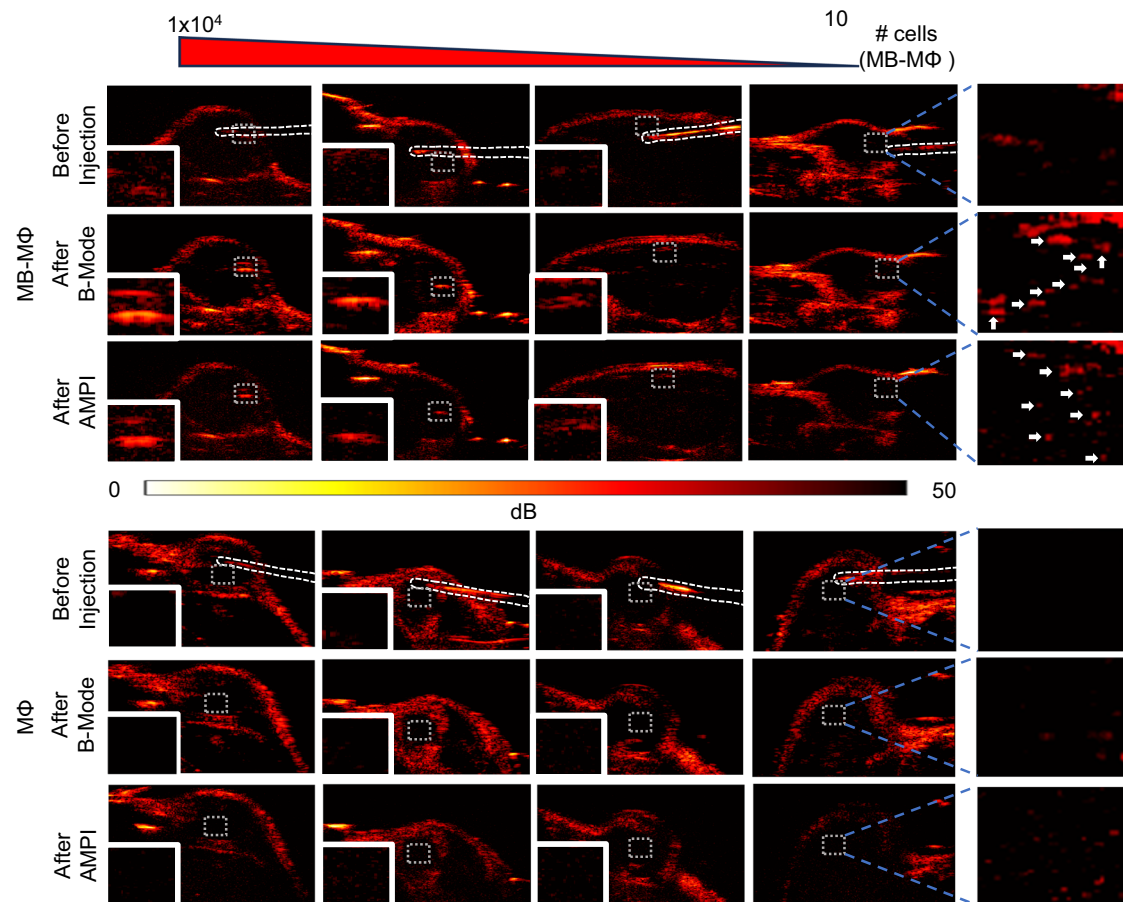 1x10⁴
10
# cells
(MB-MΦ )
MB-MΦ
Before
Injection
After
B-Mode
After
AMPI
0
50
dB
MΦ
Before
Injection
After
B-Mode
After
AMPI